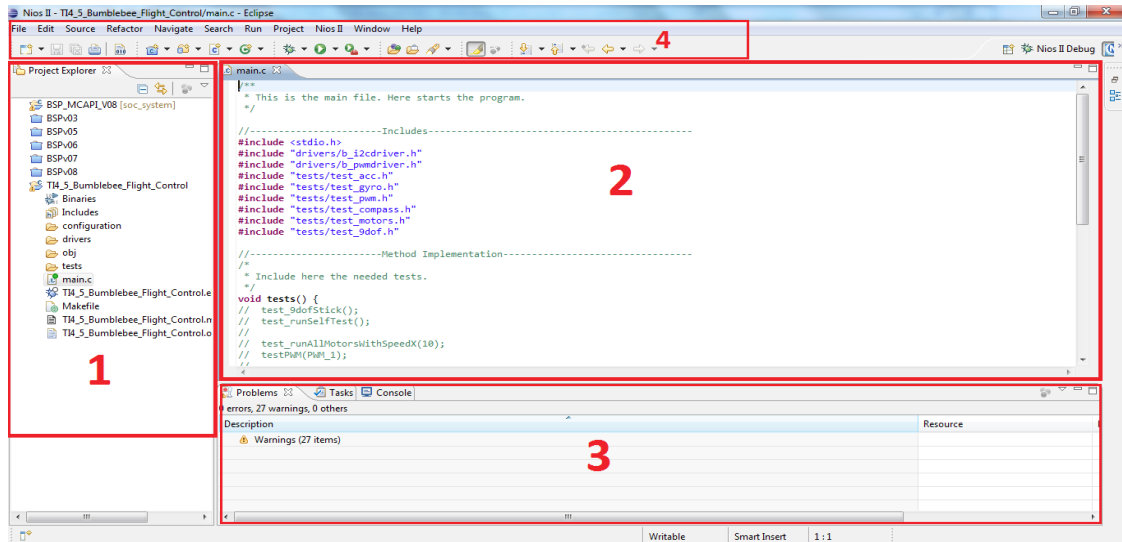 Nios II - TI4_5_Bumblebee_Flight_Control/main.c - Eclipse
File Edit Source Refactor Navigate Search Run Project Nios II Window Help
4
Nios II Debug
Project Explorer
BSP_MCAPI_V08 [soc_system]
BSPv03
BSPv05
BSPv06
BSPv07
BSPv08
TI4_5_Bumblebee_Flight_Control
Binaries
Includes
configuration
drivers
obj
tests
main.c
TI4_5_Bumblebee_Flight_Control.e
Makefile
TI4_5_Bumblebee_Flight_Control.m
TI4_5_Bumblebee_Flight_Control.o
1
main.c
/**
* This is the main file. Here starts the program.
*/
//-----------------------Includes----------------------------------------------
#include <stdio.h>
#include "drivers/b_i2cdriver.h"
#include "drivers/b_pwmdriver.h"
#include "tests/test_acc.h"
#include "tests/test_gyro.h"
#include "tests/test_pwm.h"
#include "tests/test_compass.h"
#include "tests/test_motors.h"
#include "tests/test_9dof.h"
//-----------------------Method Implementation---------------------------------
/*
* Include here the needed tests.
*/
void tests() {
// test_9dofStick();
// test_runSelfTest();
//
// test_runAllMotorsWithSpeedX(10);
// testPWM(PWM_1);
//
2
Problems Tasks Console
0 errors, 27 warnings, 0 others
Description Resource
Warnings (27 items)
3
Writable Smart Insert 1 : 1